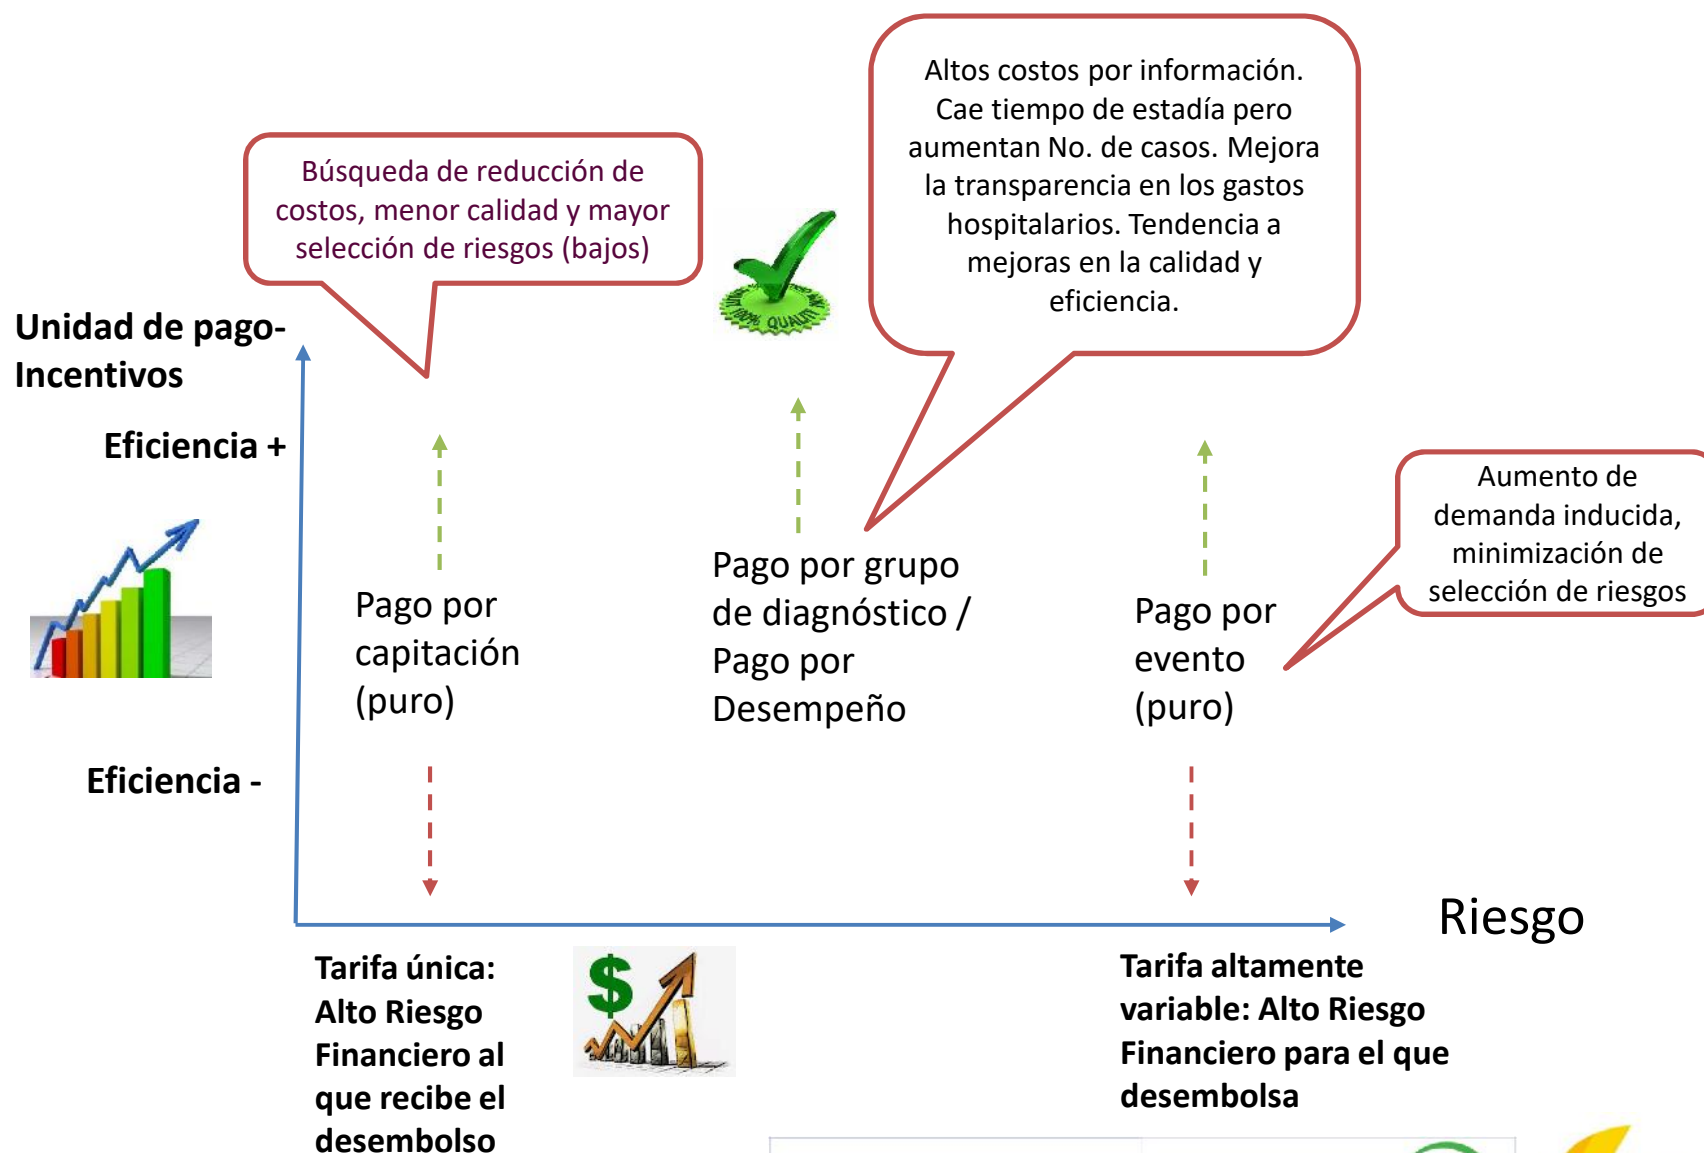 Altos costos por información.
Cae tiempo de estadía pero
aumentan No. de casos. Mejora
la transparencia en los gastos
hospitalarios. Tendencia a
mejoras en la calidad y
eficiencia.
Búsqueda de reducción de
costos, menor calidad y mayor
selección de riesgos (bajos)
100% QUALITY
Unidad de pago-
Incentivos
Eficiencia +
Aumento de
demanda inducida,
minimización de
selección de riesgos
Pago por
capitación
(puro)
Pago por grupo
de diagnóstico /
Pago por
Desempeño
Pago por
evento
(puro)
Eficiencia -
Riesgo
Tarifa única:
Alto Riesgo
Financiero al
que recibe el
desembolso
$
Tarifa altamente
variable: Alto Riesgo
Financiero para el que
desembolsa